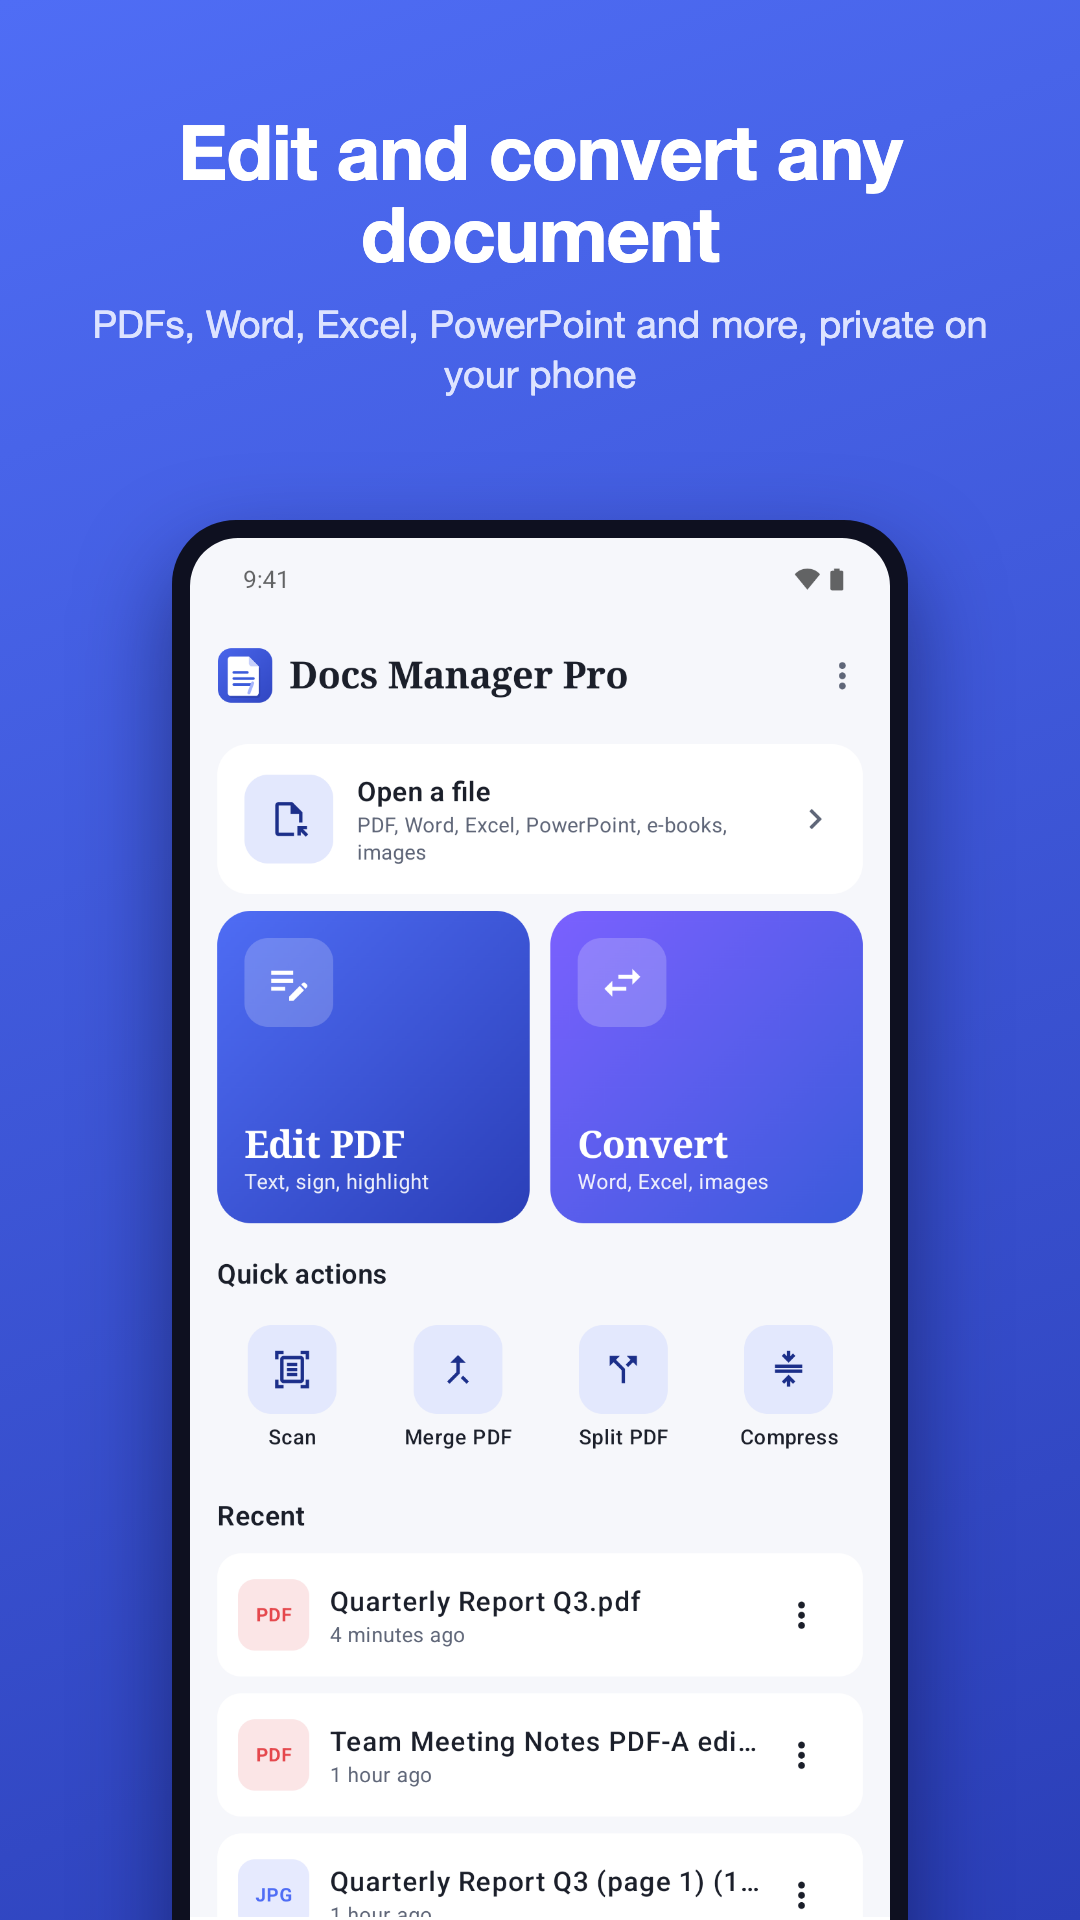 Edit and convert any
document
PDFs, Word, Excel, PowerPoint and more, private on
your phone
9:41
Docs Manager Pro
Open a file
PDF, Word, Excel, PowerPoint, e-books,
images
Edit PDF
Text, sign, highlight
Convert
Word, Excel, images
Quick actions
Scan
Merge PDF
Split PDF
Compress
Recent
PDF
Quarterly Report Q3.pdf
4 minutes ago
PDF
Team Meeting Notes PDF-A edi...
1 hour ago
JPG
Quarterly Report Q3 (page 1) (1...
1 hour ago